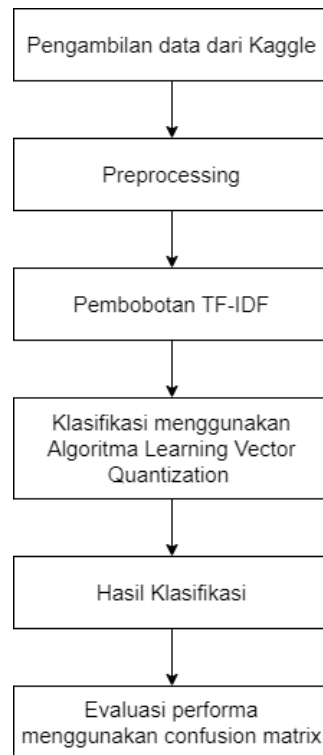 Pengambilan data dari Kaggle
Preprocessing
Pembobotan TF-IDF
Klasifikasi menggunakan
Algoritma Learning Vector
Quantization
Hasil Klasifikasi
Evaluasi performa
menggunakan confusion matrix